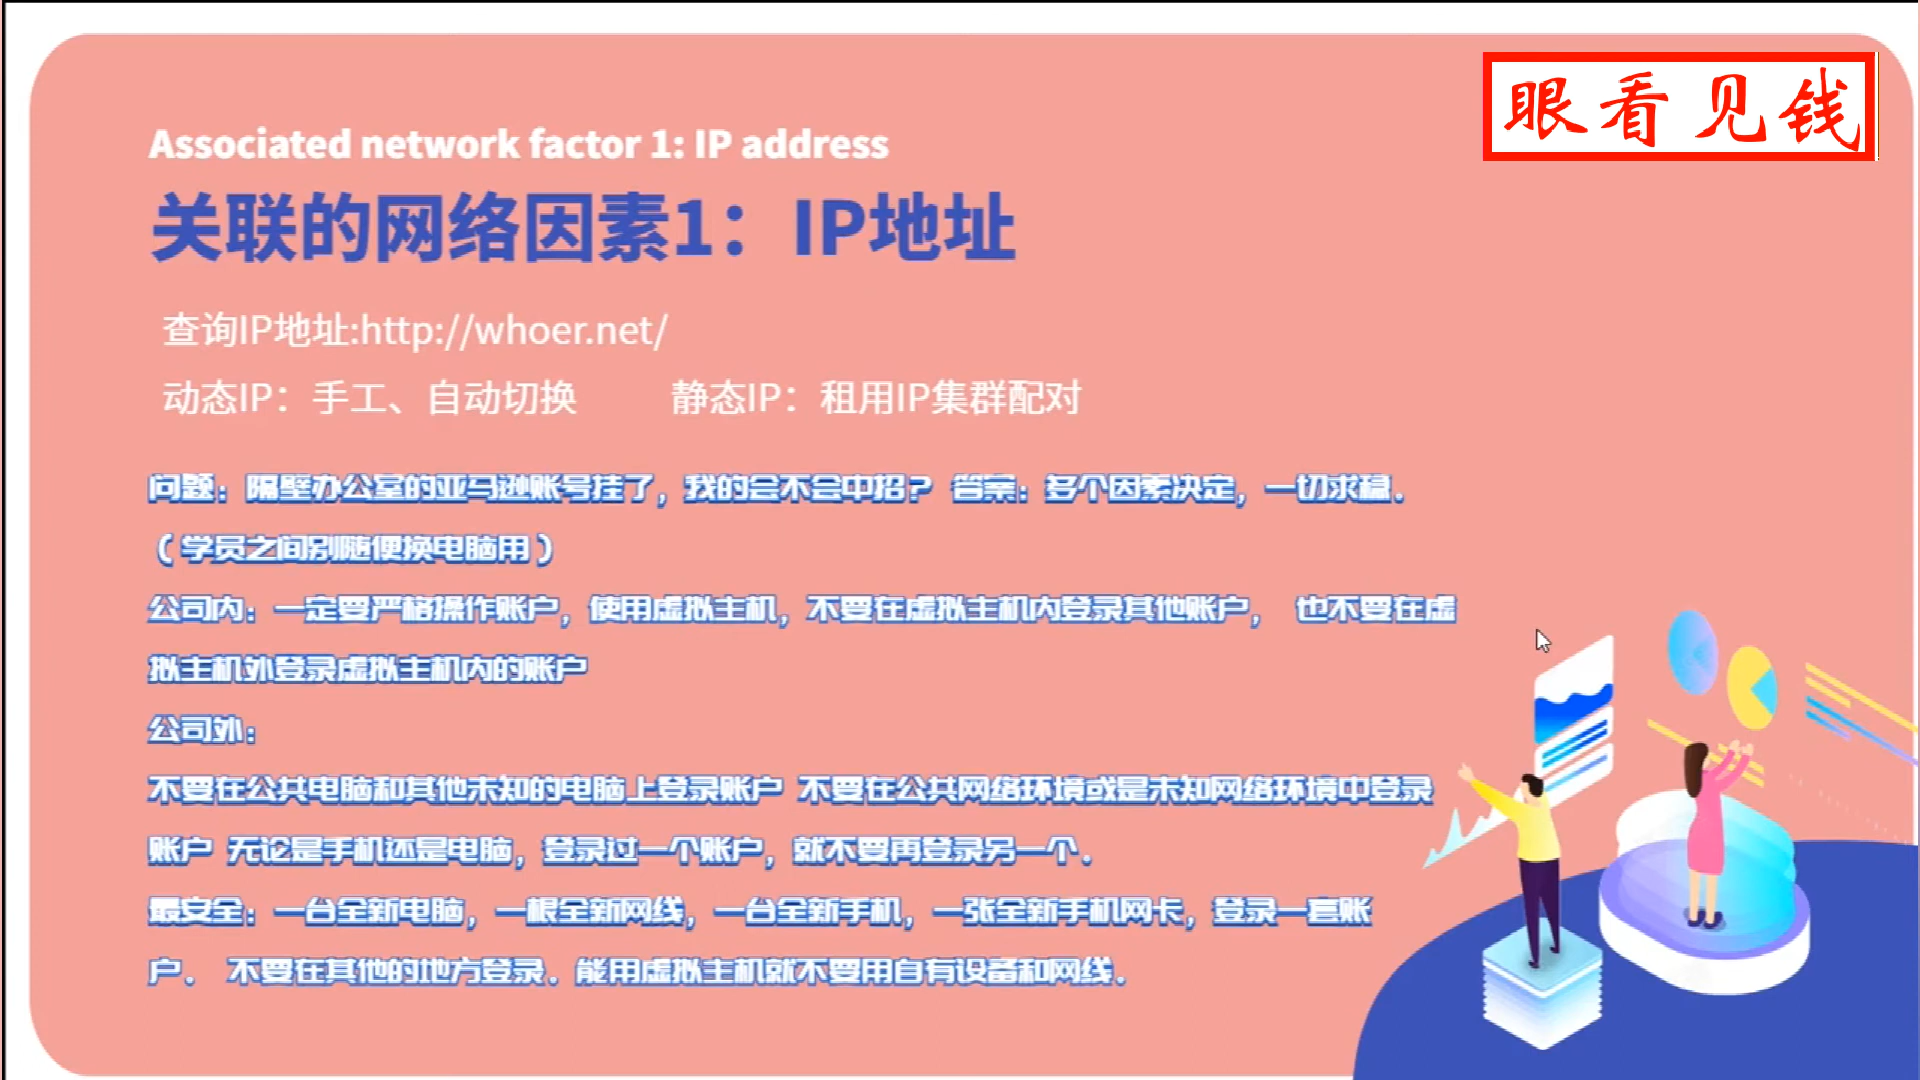 眼看见钱
Associated network factor 1: IP address
关联的网络因素1：IP地址
查询IP地址:http://whoer.net/
动态IP：手工、自动切换 静态IP：租用IP集群配对
问题：隔壁办公室的亚马逊账号挂了，我的会不会中招？ 答案：多个因素决定，一切求稳.
（学员之间别随便换电脑用）
公司内：一定要严格操作账户，使用虚拟主机，不要在虚拟主机内登录其他账户， 也不要在虚
拟主机外登录虚拟主机内的账户
公司外：
不要在公共电脑和其他未知的电脑上登录账户 不要在公共网络环境或是未知网络环境中登录
账户 无论是手机还是电脑，登录过一个账户，就不要再登录另一个.
最安全：一台全新电脑，一根全新网线，一台全新手机，一张全新手机网卡，登录一套账
户. 不要在其他的地方登录.能用虚拟主机就不要用自有设备和网线.